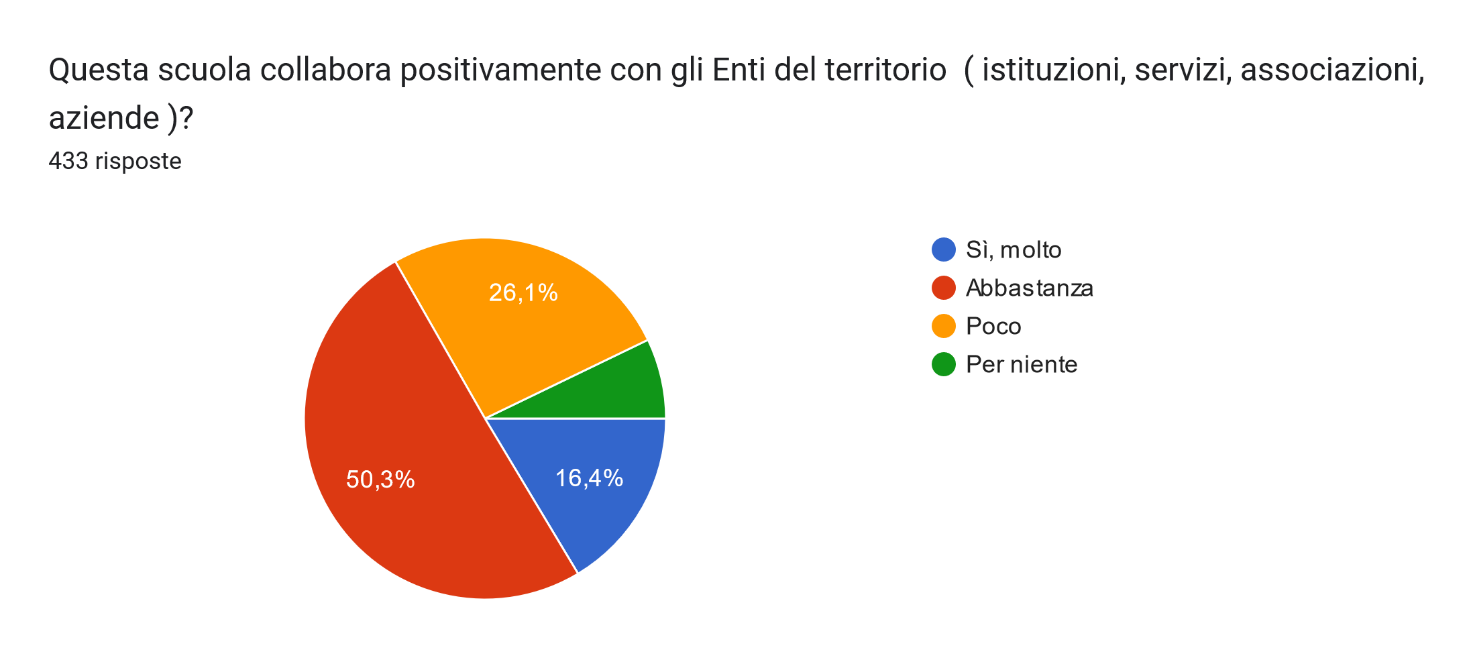 Questa scuola collabora positivamente con gli Enti del territorio  ( istituzioni, servizi, associazioni,
aziende )?
433 risposte
Sì, molto
Abbastanza
Poco
Per niente
26,1%
50,3%
16,4%